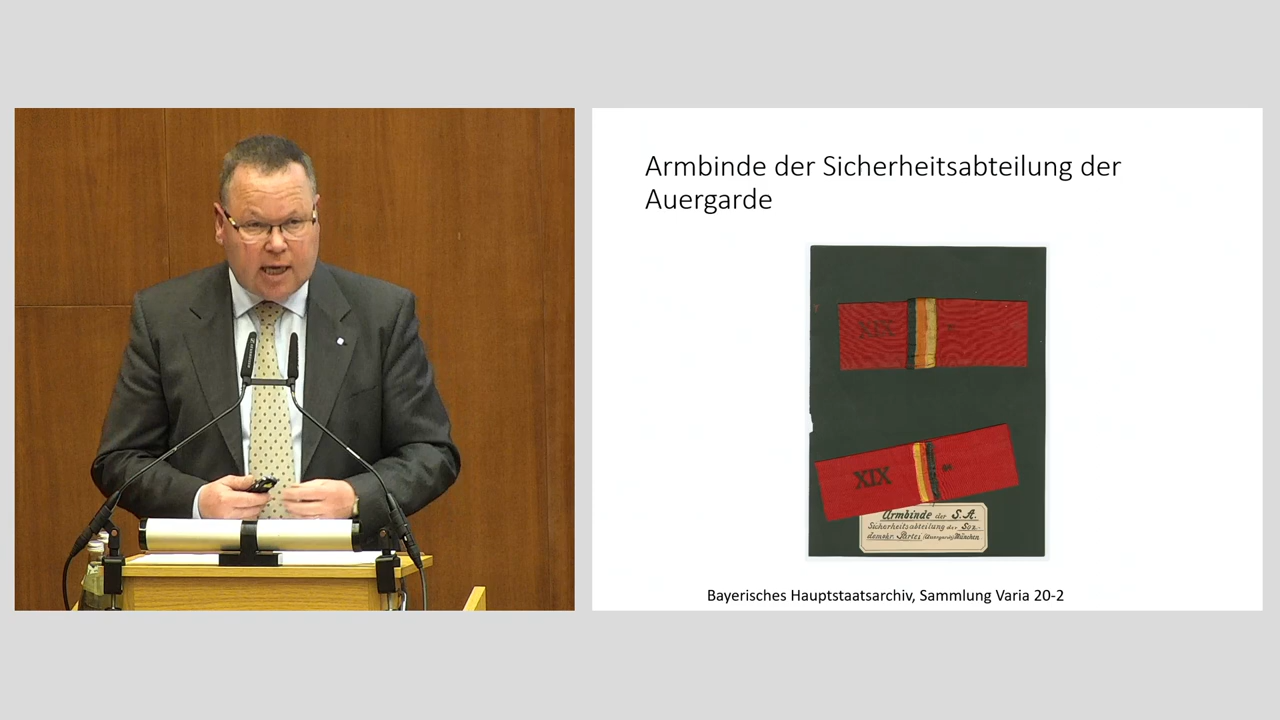 Armbinde der Sicherheitsabteilung der
Auergarde
XIX
XIX
Armbinde der S.A.
Sicherheitsabteilung der Soz-
demokr. Partei (Auergarde) München
Bayerisches Hauptstaatsarchiv, Sammlung Varia 20-2